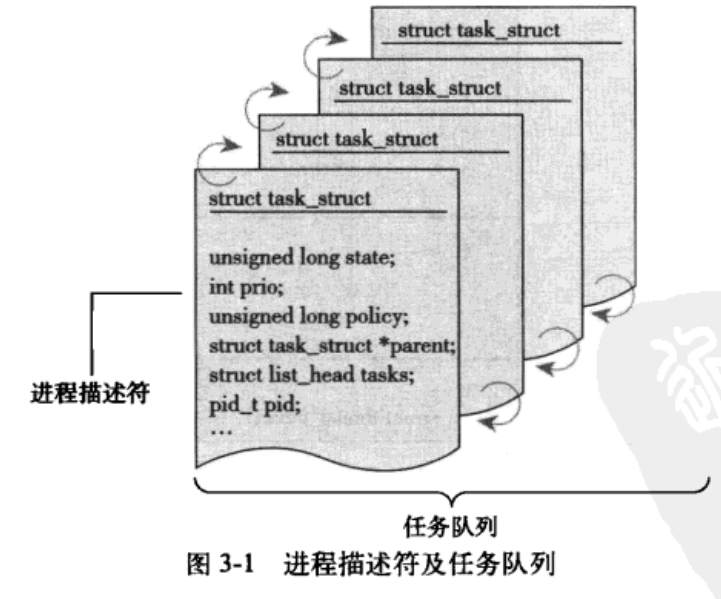 struct task_struct
struct task_struct
struct task_struct
struct task_struct
unsigned long state;
int prio;
unsigned long policy;
struct task_struct *parent;
struct list_head tasks;
pid_t pid;
…
进程描述符
任务队列
图 3-1 进程描述符及任务队列